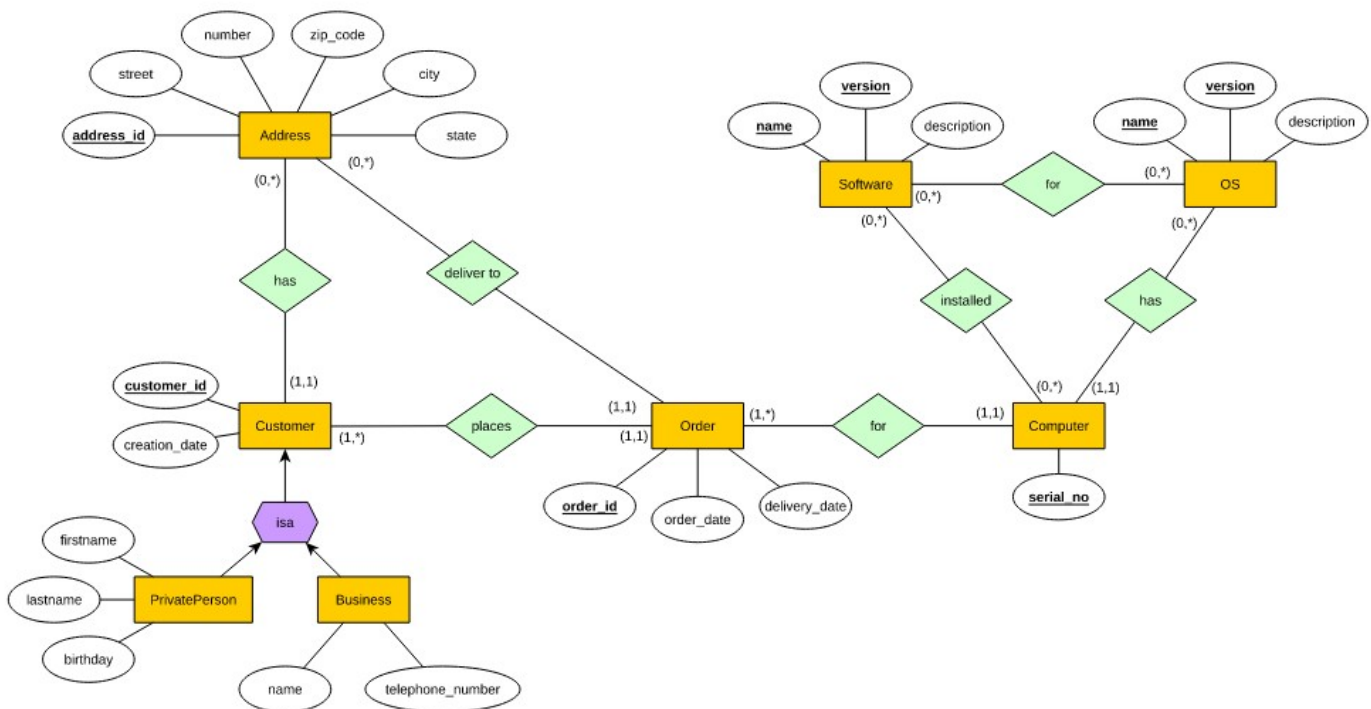 number
zip_code
street
city
address_id
Address
state
(0,*)
(0,*)
has
deliver to
(1,1)
customer_id
creation_date
Customer
(1,*)
places
(1,1)
(1,1)
Order
(1,*)
for
(1,1)
Computer
(0,*)
(1,1)
order_id
order_date
delivery_date
serial_no
isa
firstname
lastname
birthday
PrivatePerson
Business
name
telephone_number
version
name
description
Software
(0,*)
(0,*)
for
version
name
description
OS
(0,*)
(0,*)
installed
has